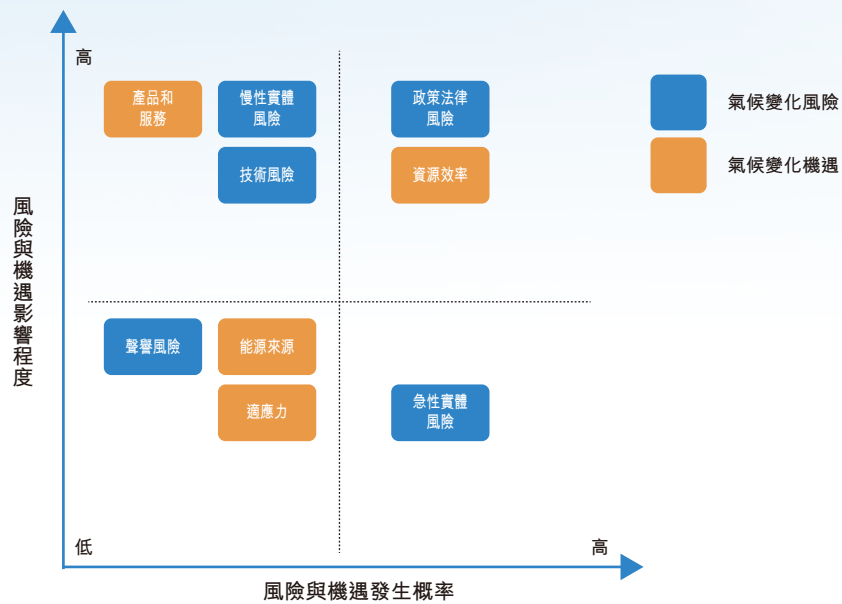 高
產品和
服務
慢性實體
風險
政策法律
風險
氣候變化風險
技術風險
資源效率
氣候變化機遇
風險與機遇影響程度
聲譽風險
能源來源
適應力
急性實體
風險
低
高
風險與機遇發生概率